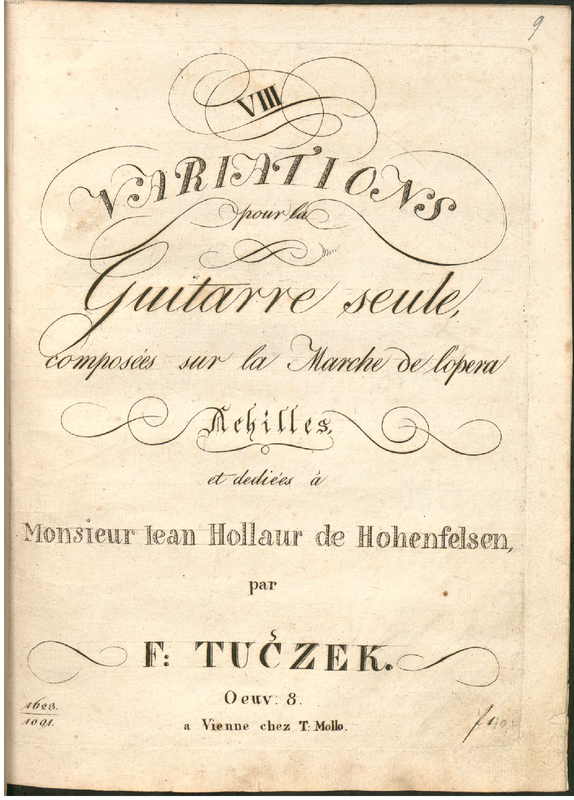 9
VIII
VARIATIONS
pour la
Guitarre seule,
composées sur la Marche de l'opera
Achilles,
et dediées à
Monsieur Iean Hollaur de Hohenfelsen,
par
F: TUČZEK.
Oeuv: 8.
1623.
1091.
a Vienne chez T: Mollo.